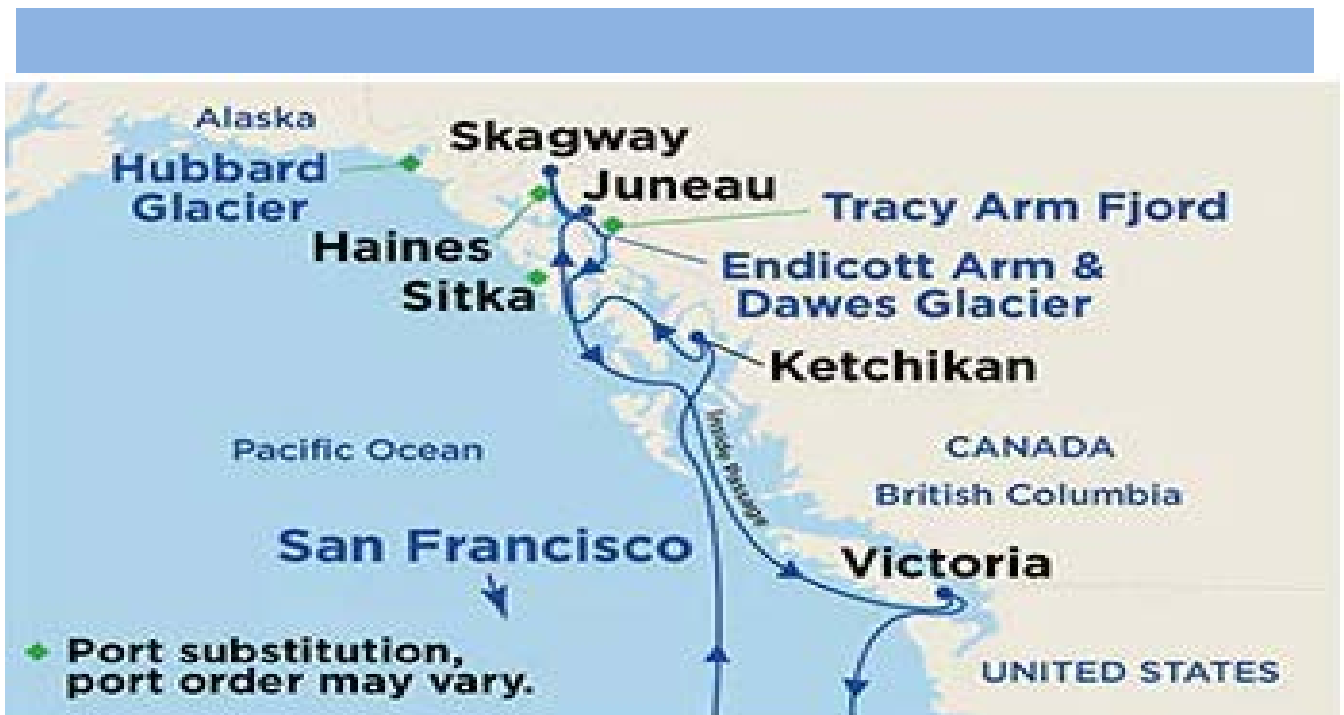 Alaska
Skagway
Hubbard
Glacier
Juneau
Tracy Arm Fjord
Haines
Endicott Arm &
Dawes Glacier
Sitka
Ketchikan
Inside Passage
Pacific Ocean
CANADA
British Columbia
San Francisco
Victoria
Port substitution,
port order may vary.
UNITED STATES